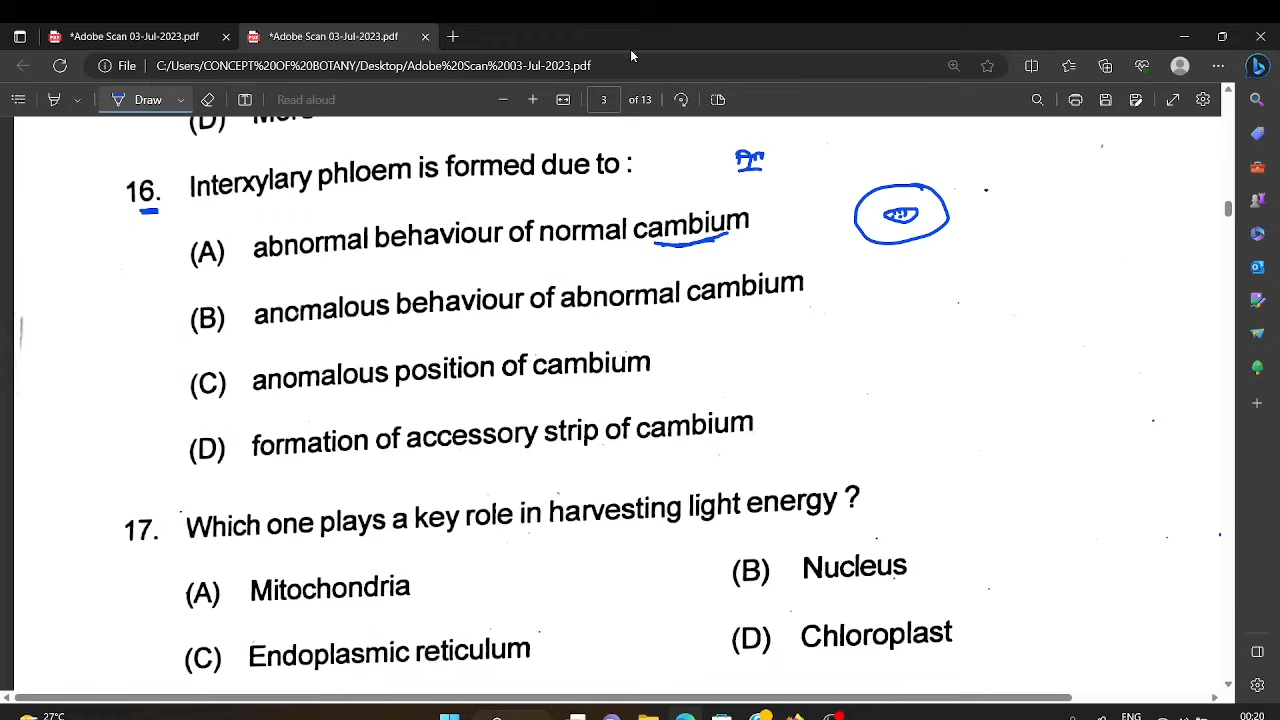 *Adobe Scan 03-Jul-2023.pdf
*Adobe Scan 03-Jul-2023.pdf
File
C:/Users/CONCEPT%20OF%20BOTANY/Desktop/Adobe%20Scan%2003-Jul-2023.pdf
Draw
Read aloud
3 of 13
(D)
16. Interxylary phloem is formed due to :
(A) abnormal behaviour of normal cambium
(B) anomalous behaviour of abnormal cambium
(C) anomalous position of cambium
(D) formation of accessory strip of cambium
17. Which one plays a key role in harvesting light energy ?
(A) Mitochondria
(B) Nucleus
(C) Endoplasmic reticulum
(D) Chloroplast
27°C
ENG
00:20